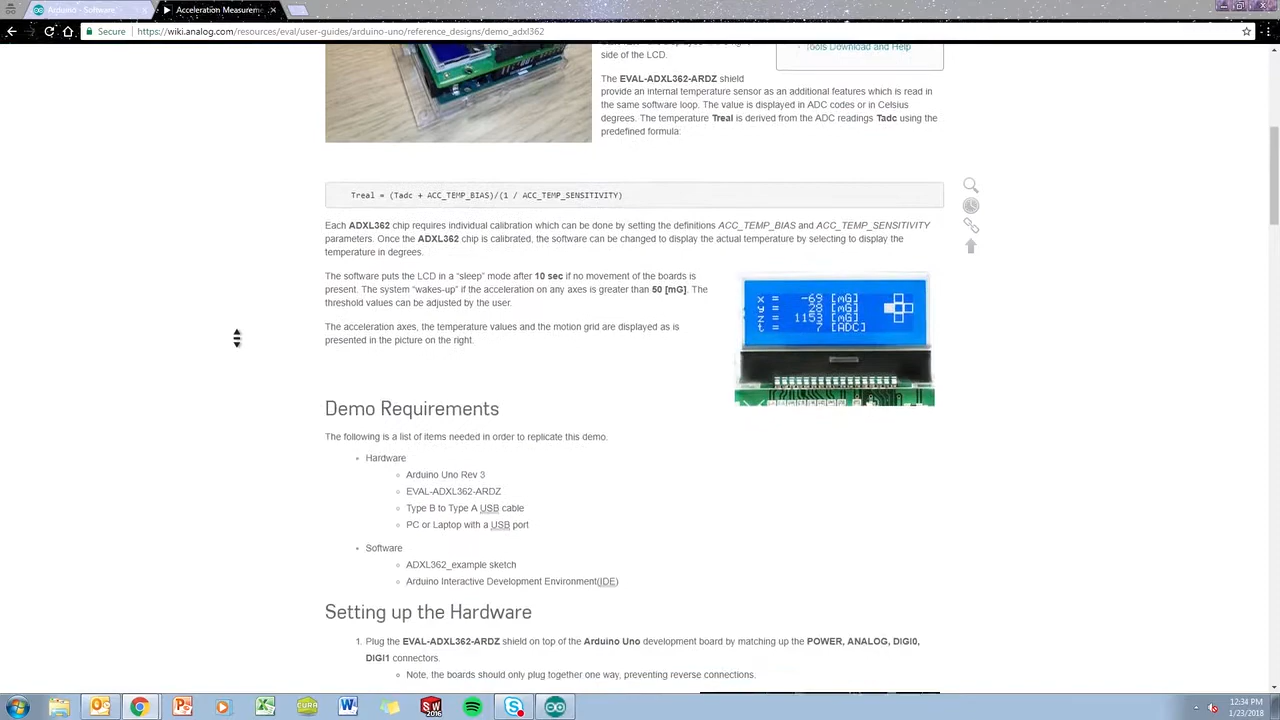 Arduino - Software
Acceleration Measureme
Secure
https://wiki.analog.com/resources/eval/user-guides/arduino-uno/reference_designs/demo_adxl362
side of the LCD.
Tools Download and Help
The EVAL-ADXL362-ARDZ shield
provide an internal temperature sensor as an additional features which is read in
the same software loop. The value is displayed in ADC codes or in Celsius
degrees. The temperature Treal is derived from the ADC readings Tadc using the
predefined formula:
Treal = (Tadc + ACC_TEMP_BIAS)/(1 / ACC_TEMP_SENSITIVITY)
Each ADXL362 chip requires individual calibration which can be done by setting the definitions ACC_TEMP_BIAS and ACC_TEMP_SENSITIVITY
parameters. Once the ADXL362 chip is calibrated, the software can be changed to display the actual temperature by selecting to display the
temperature in degrees.
The software puts the LCD in a “sleep” mode after 10 sec if no movement of the boards is
present. The system “wakes-up” if the acceleration on any axes is greater than 50 [mG]. The
threshold values can be adjusted by the user.
The acceleration axes, the temperature values and the motion grid are displayed as is
presented in the picture on the right.
x = -69 [mG]
y = 28 [mG]
z = 1153 [mG]
t = 7 [ADC]
Demo Requirements
The following is a list of items needed in order to replicate this demo.
Hardware
Arduino Uno Rev 3
EVAL-ADXL362-ARDZ
Type B to Type A USB cable
PC or Laptop with a USB port
Software
ADXL362_example sketch
Arduino Interactive Development Environment(IDE)
Setting up the Hardware
1. Plug the EVAL-ADXL362-ARDZ shield on top of the Arduino Uno development board by matching up the POWER, ANALOG, DIGI0,
DIGI1 connectors.
Note, the boards should only plug together one way, preventing reverse connections.
CURA
SW
2016
12:34 PM
1/23/2018